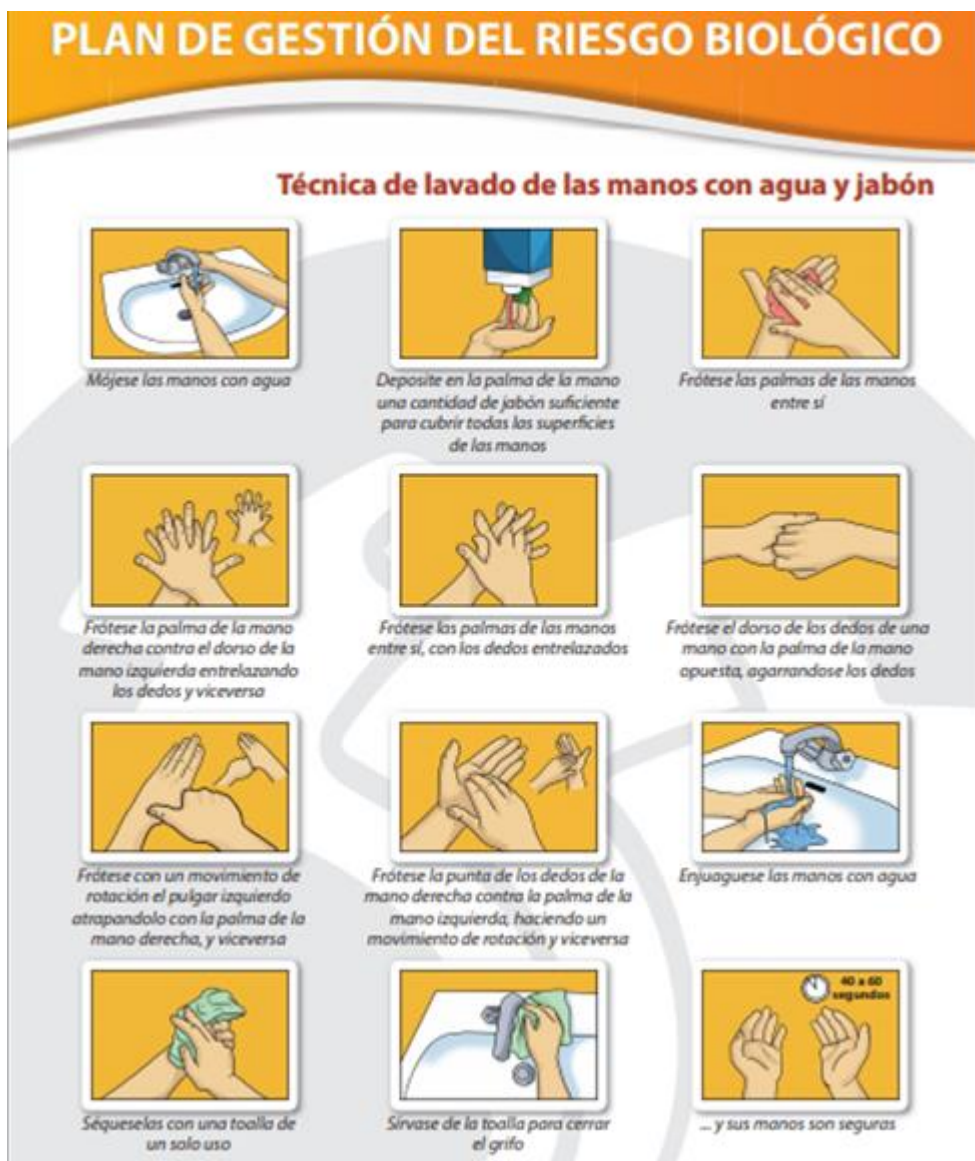 PLAN DE GESTIÓN DEL RIESGO BIOLÓGICO
Técnica de lavado de las manos con agua y jabón
Mójese las manos con agua
Deposite en la palma de la mano
una cantidad de jabón suficiente
para cubrir todas las superficies
de las manos
Frótese las palmas de las manos
entre sí
Frótese la palma de la mano
derecha contra el dorso de la
mano izquierda entrelazando
los dedos y viceversa
Frótese las palmas de las manos
entre sí, con los dedos entrelazados
Frótese el dorso de los dedos de una
mano con la palma de la mano
opuesta, agarrandose los dedos
Frótese con un movimiento de
rotación el pulgar izquierdo
atrapandolo con la palma de la
mano derecha, y viceversa
Frótese la punta de los dedos de la
mano derecha contra la palma de la
mano izquierda, haciendo un
movimiento de rotación y viceversa
Enjuaguese las manos con agua
Séqueselas con una toalla de
un solo uso
Sírvase de la toalla para cerrar
el grifo
40 a 60
segundos
... y sus manos son seguras